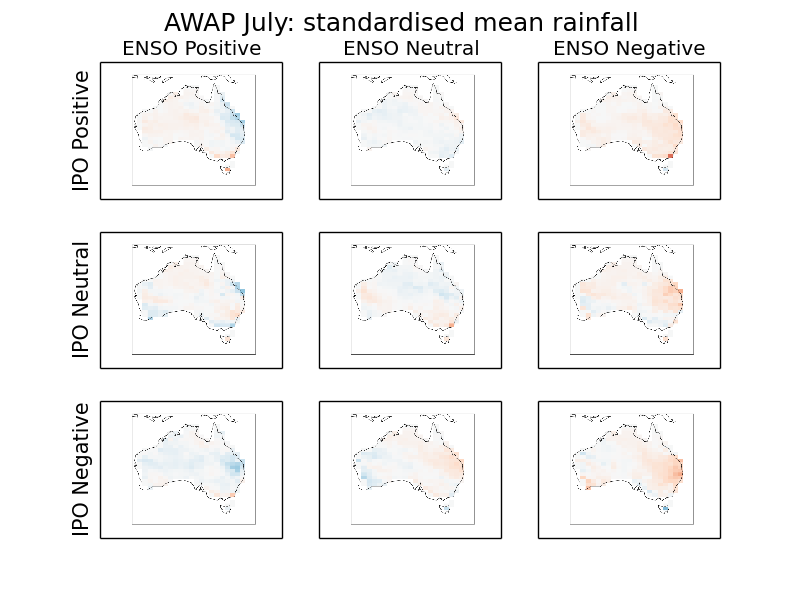 AWAP July: standardised mean rainfall
ENSO Positive
ENSO Neutral
ENSO Negative
IPO Positive
IPO Neutral
IPO Negative